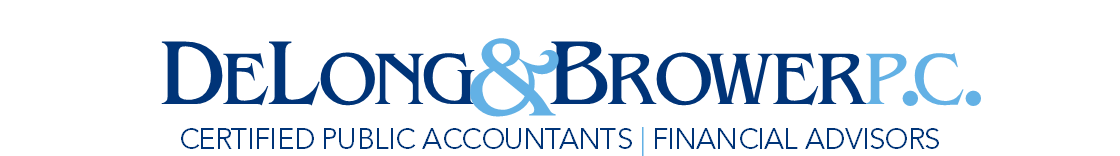 DeLong&BrowerP.C.
CERTIFIED PUBLIC ACCOUNTANTS | FINANCIAL ADVISORS